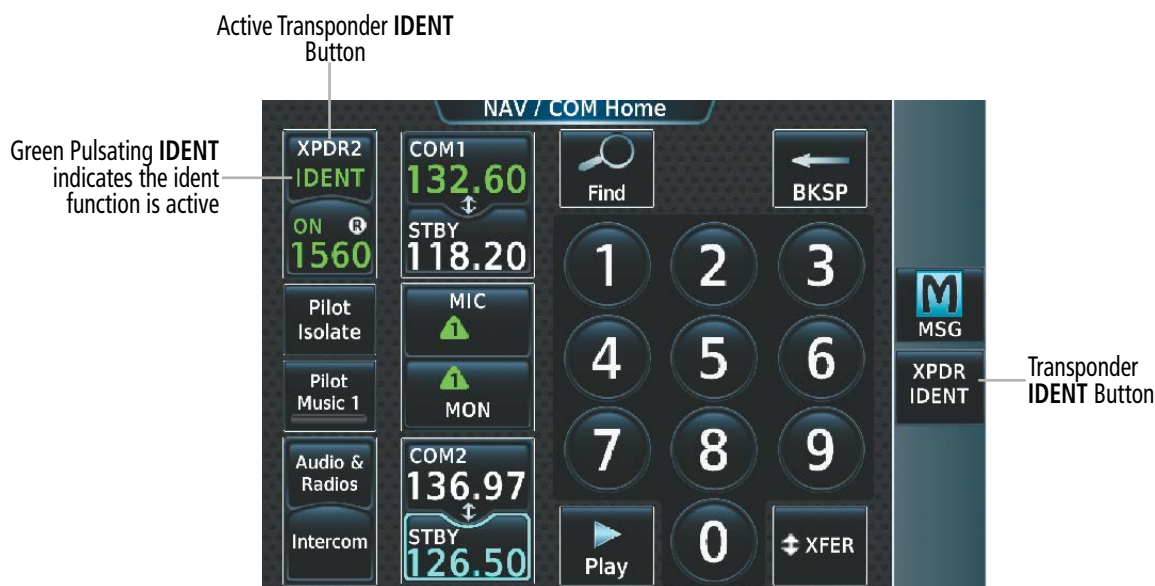 Active Transponder IDENT
Button
Green Pulsating IDENT
indicates the ident
function is active
NAV / COM Home
XPDR2
IDENT
ON R
1560
Pilot
Isolate
Pilot
Music 1
Audio &
Radios
Intercom
COM1
132.60
STBY
118.20
MIC
1
1
MON
COM2
136.97
STBY
126.50
Find
BKSP
1 2 3
4 5 6
7 8 9
Play
0
XFER
M
MSG
XPDR
IDENT
Transponder
IDENT Button